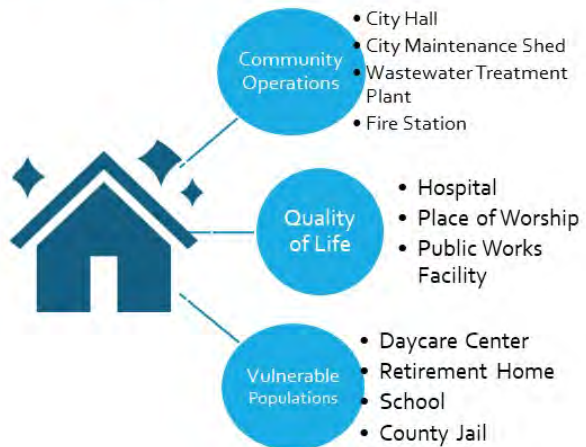 Community
Operations
• City Hall
• City Maintenance Shed
• Wastewater Treatment
Plant
• Fire Station
Quality
of Life
• Hospital
• Place of Worship
• Public Works
Facility
Vulnerable
Populations
• Daycare Center
• Retirement Home
• School
• County Jail